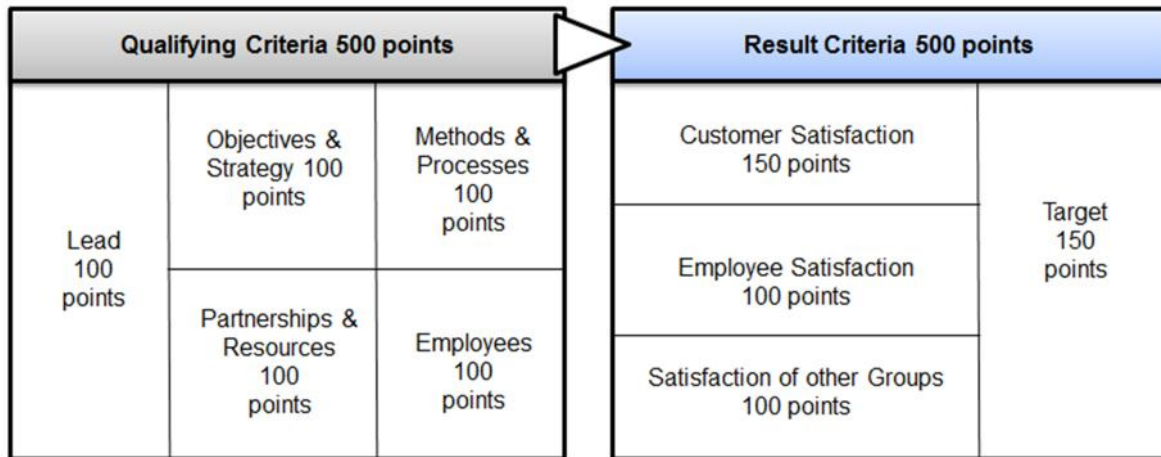 Qualifying Criteria 500 points
Result Criteria 500 points
Lead
100
points
Objectives &
Strategy 100
points
Methods &
Processes
100
points
Partnerships &
Resources
100
points
Employees
100
points
Customer Satisfaction
150 points
Employee Satisfaction
100 points
Satisfaction of other Groups
100 points
Target
150
points